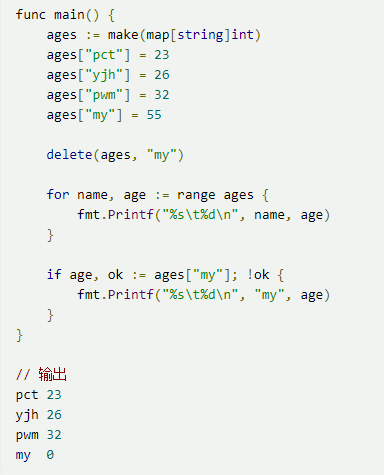 func main() {
    ages := make(map[string]int)
    ages["pct"] = 23
    ages["yjh"] = 26
    ages["pwm"] = 32
    ages["my"] = 55

    delete(ages, "my")

    for name, age := range ages {
        fmt.Printf("%s\t%d\n", name, age)
    }

    if age, ok := ages["my"]; !ok {
        fmt.Printf("%s\t%d\n", "my", age)
    }
}

// 输出
pct 23
yjh 26
pwm 32
my  0